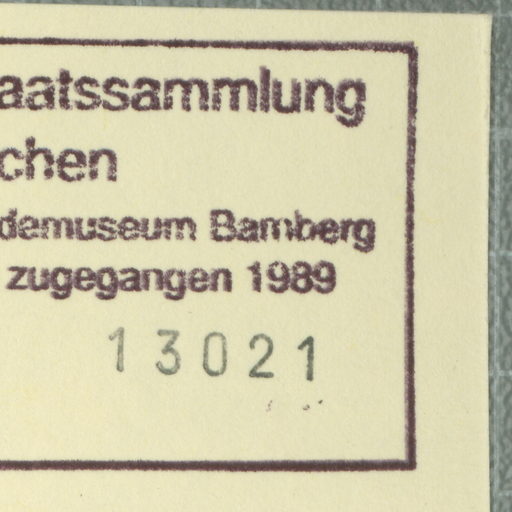 aatssammlung
chen
demuseum Bamberg
zugegangen 1989
13021